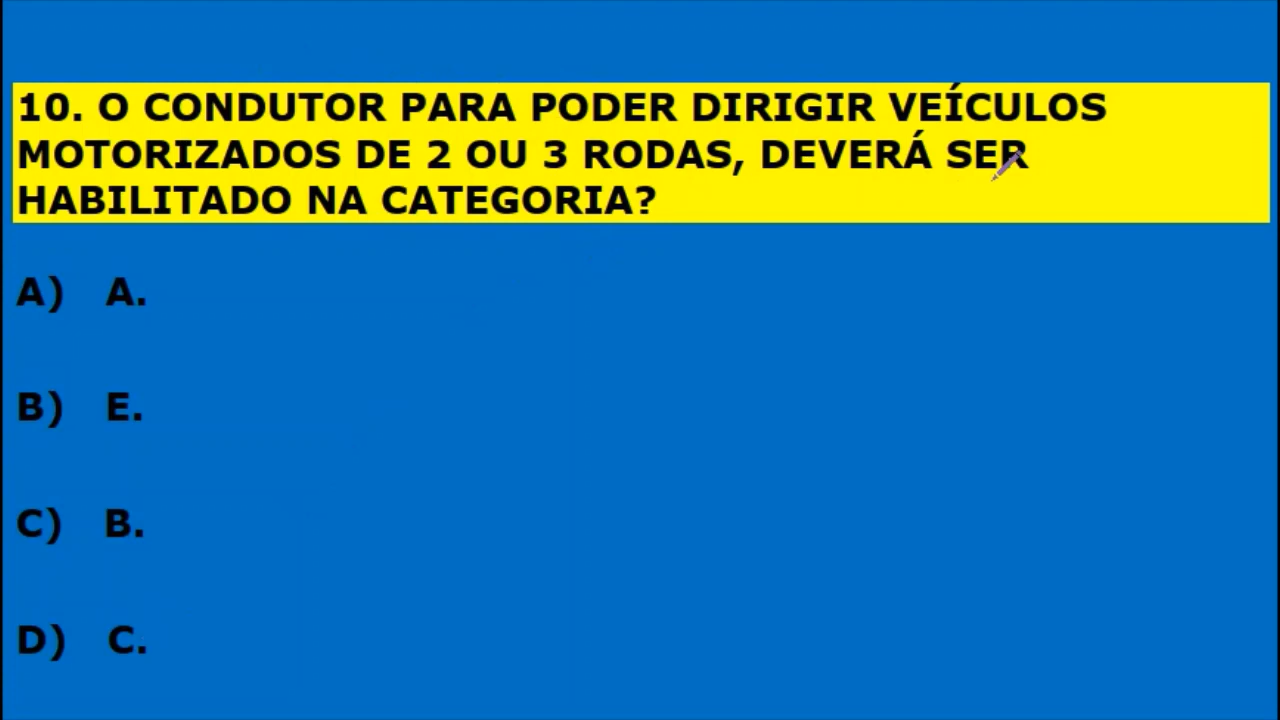 10. O CONDUTOR PARA PODER DIRIGIR VEÍCULOS
MOTORIZADOS DE 2 OU 3 RODAS, DEVERÁ SER
HABILITADO NA CATEGORIA?
A) A.
B) E.
C) B.
D) C.